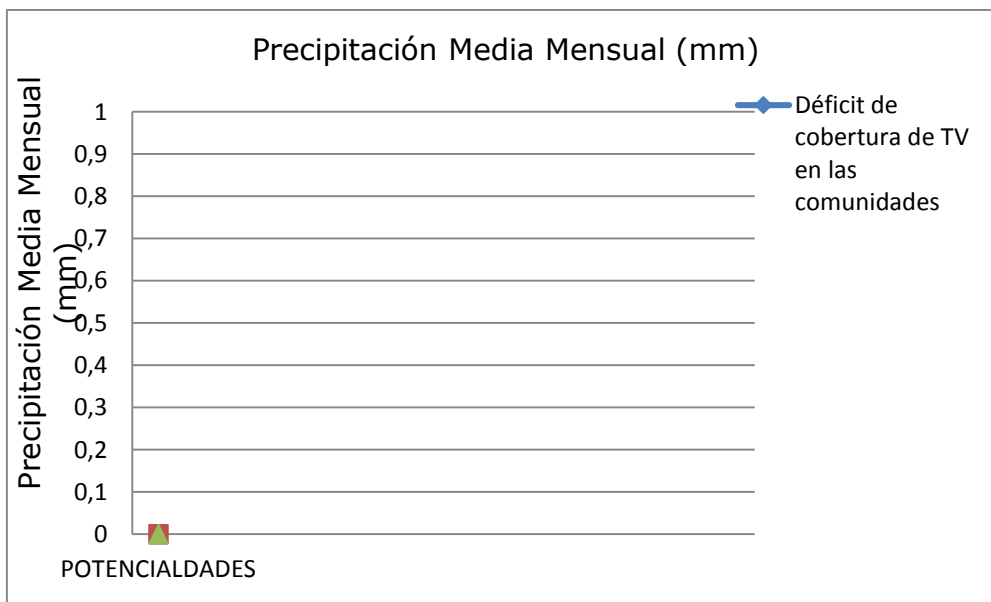 Precipitación Media Mensual (mm)
Precipitación Media Mensual
(mm)
1
0,9
0,8
0,7
0,6
0,5
0,4
0,3
0,2
0,1
0
POTENCIALDADES
Déficit de
cobertura de TV
en las
comunidades